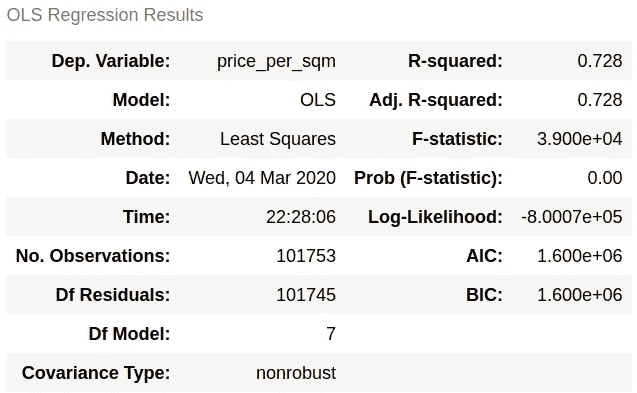 OLS Regression Results
Dep. Variable: price_per_sqm R-squared: 0.728
Model: OLS Adj. R-squared: 0.728
Method: Least Squares F-statistic: 3.900e+04
Date: Wed, 04 Mar 2020 Prob (F-statistic): 0.00
Time: 22:28:06 Log-Likelihood: -8.0007e+05
No. Observations: 101753 AIC: 1.600e+06
Df Residuals: 101745 BIC: 1.600e+06
Df Model: 7
Covariance Type: nonrobust